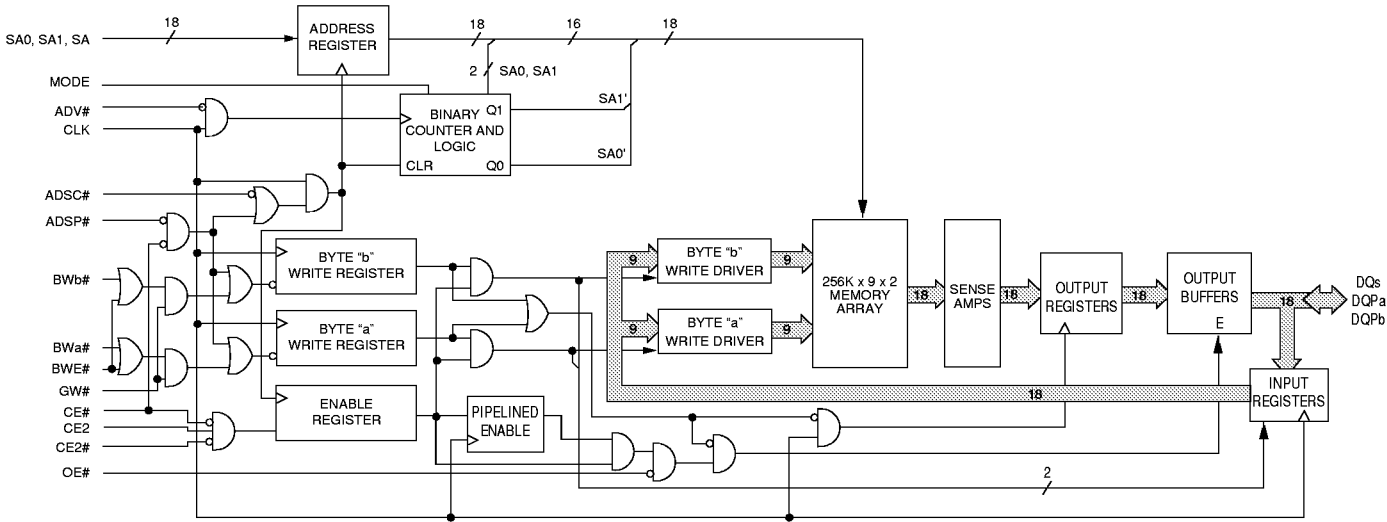 18
ADDRESS
REGISTER
18
16
18
SA0, SA1, SA
2
SA0, SA1
MODE
ADV#
CLK
BINARY
COUNTER AND
LOGIC
Q1
CLR
Q0
SA1'
SA0'
ADSC#
ADSP#
BWb#
BWa#
BWE#
GW#
CE#
CE2
CE2#
OE#
BYTE “b”
WRITE REGISTER
BYTE “a”
WRITE REGISTER
ENABLE
REGISTER
PIPELINED
ENABLE
9
BYTE “b”
WRITE DRIVER
9
9
BYTE “a”
WRITE DRIVER
9
256K x 9 x 2
MEMORY
ARRAY
18
SENSE
AMPS
18
OUTPUT
REGISTERS
18
OUTPUT
BUFFERS
E
18
DQs
DQPa
DQPb
INPUT
REGISTERS
18
2